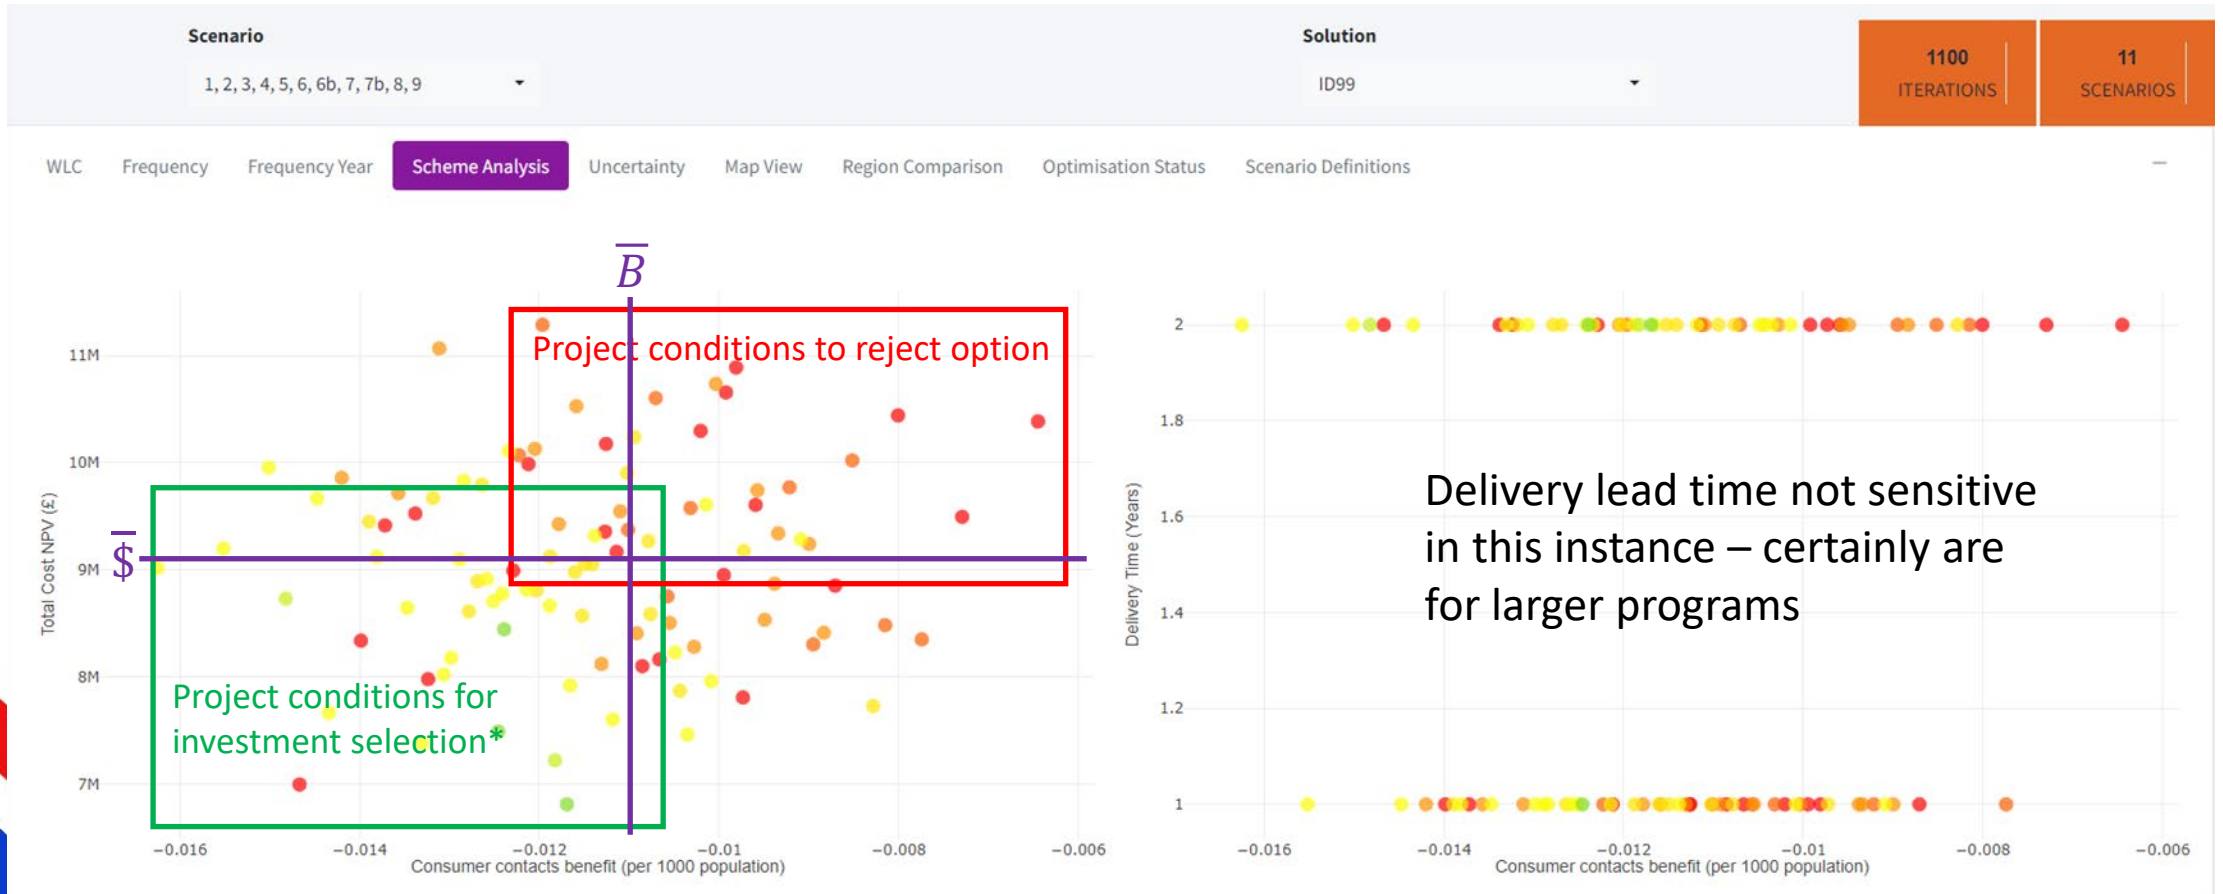 Scenario
1, 2, 3, 4, 5, 6, 6b, 7, 7b, 8, 9
Solution
ID99
1100
ITERATIONS
11
SCENARIOS
WLC
Frequency
Frequency Year
Scheme Analysis
Uncertainty
Map View
Region Comparison
Optimisation Status
Scenario Definitions
B̅
$̅
Project conditions to reject option
Project conditions for
investment selection*
Total Cost NPV (£)
11M
10M
9M
8M
7M
−0.016
−0.014
−0.012
−0.01
−0.008
−0.006
Consumer contacts benefit (per 1000 population)
Delivery Time (Years)
2
1.8
1.6
1.4
1.2
1
Delivery lead time not sensitive
in this instance – certainly are
for larger programs
−0.016
−0.014
−0.012
−0.01
−0.008
−0.006
Consumer contacts benefit (per 1000 population)